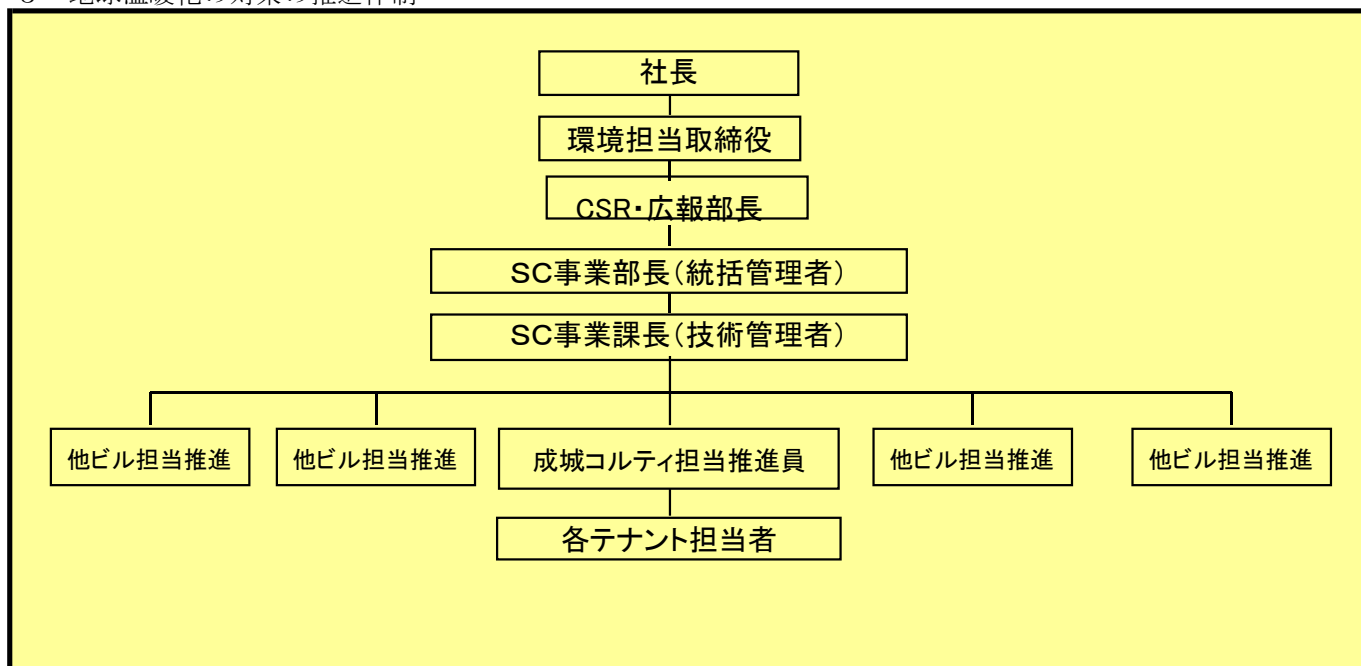 社長
環境担当取締役
CSR・広報部長
SC事業部長（統括管理者）
SC事業課長（技術管理者）
他ビル担当推進
他ビル担当推進
成城コルティ担当推進員
他ビル担当推進
他ビル担当推進
各テナント担当者